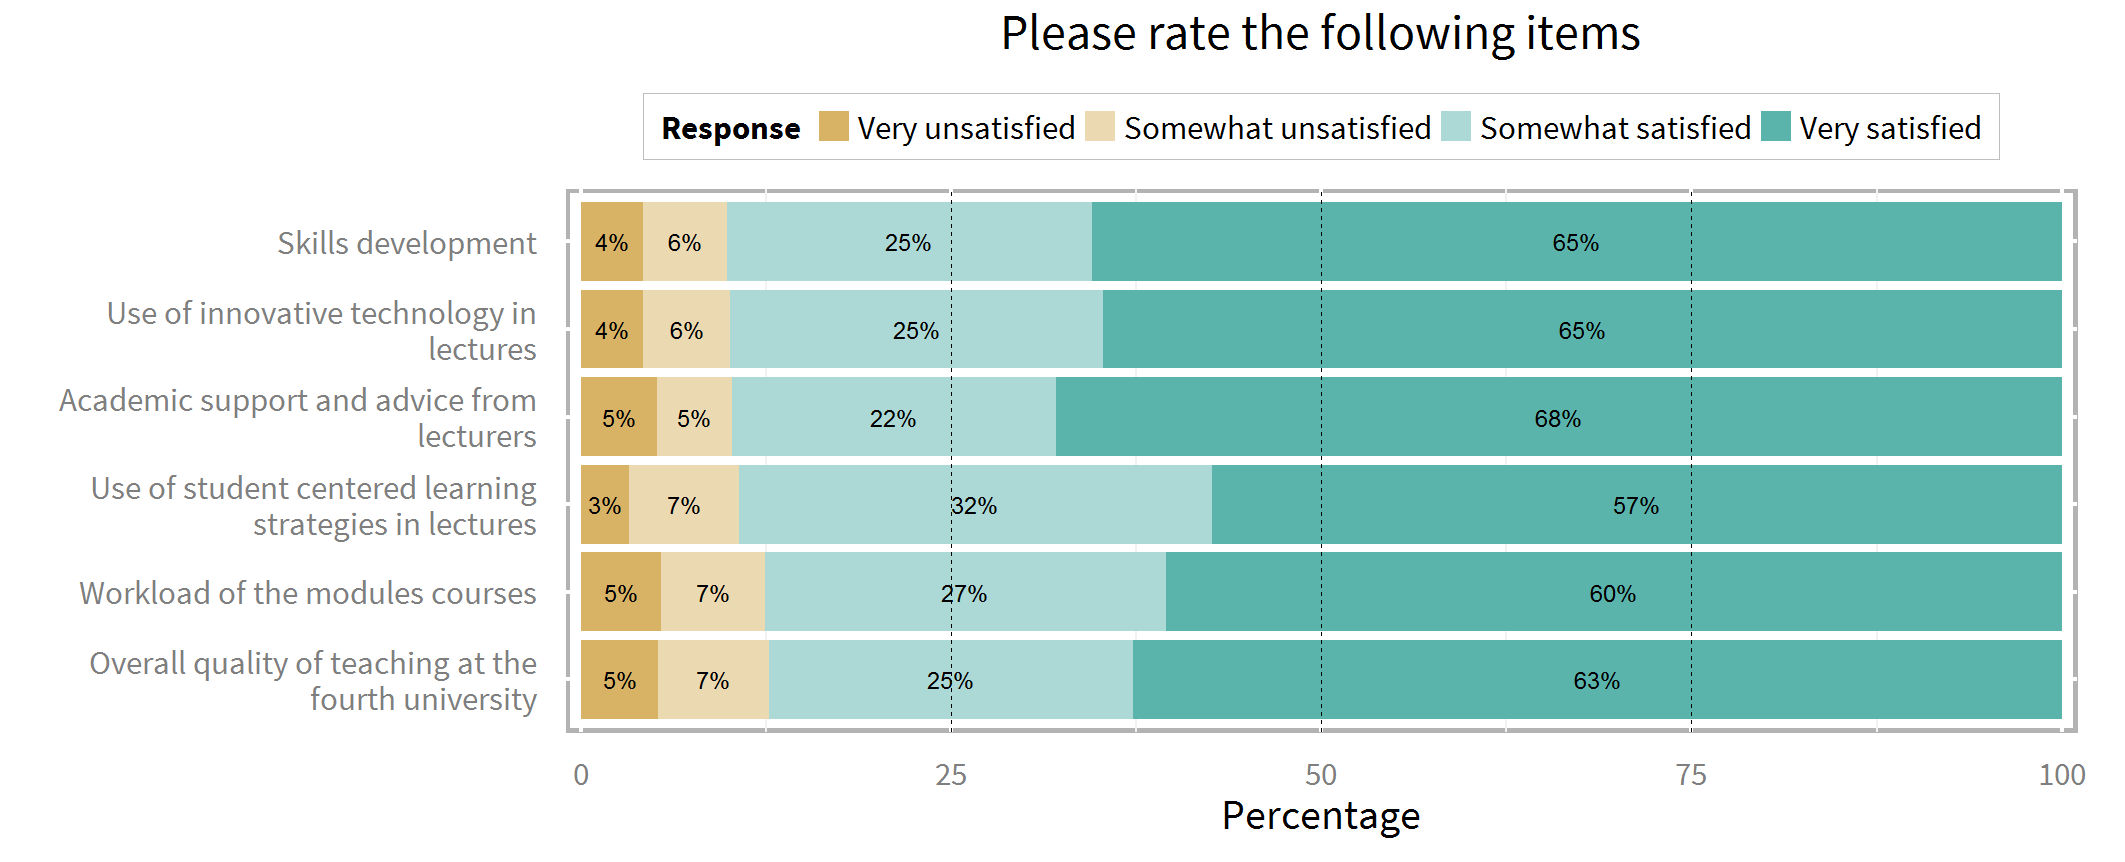 Please rate the following items
Response Very unsatisfied Somewhat unsatisfied Somewhat satisfied Very satisfied
Skills development
4% 6% 25% 65%
Use of innovative technology in
lectures
4% 6% 25% 65%
Academic support and advice from
lecturers
5% 5% 22% 68%
Use of student centered learning
strategies in lectures
3% 7% 32% 57%
Workload of the modules courses
5% 7% 27% 60%
Overall quality of teaching at the
fourth university
5% 7% 25% 63%
0 25 50 75 100
Percentage